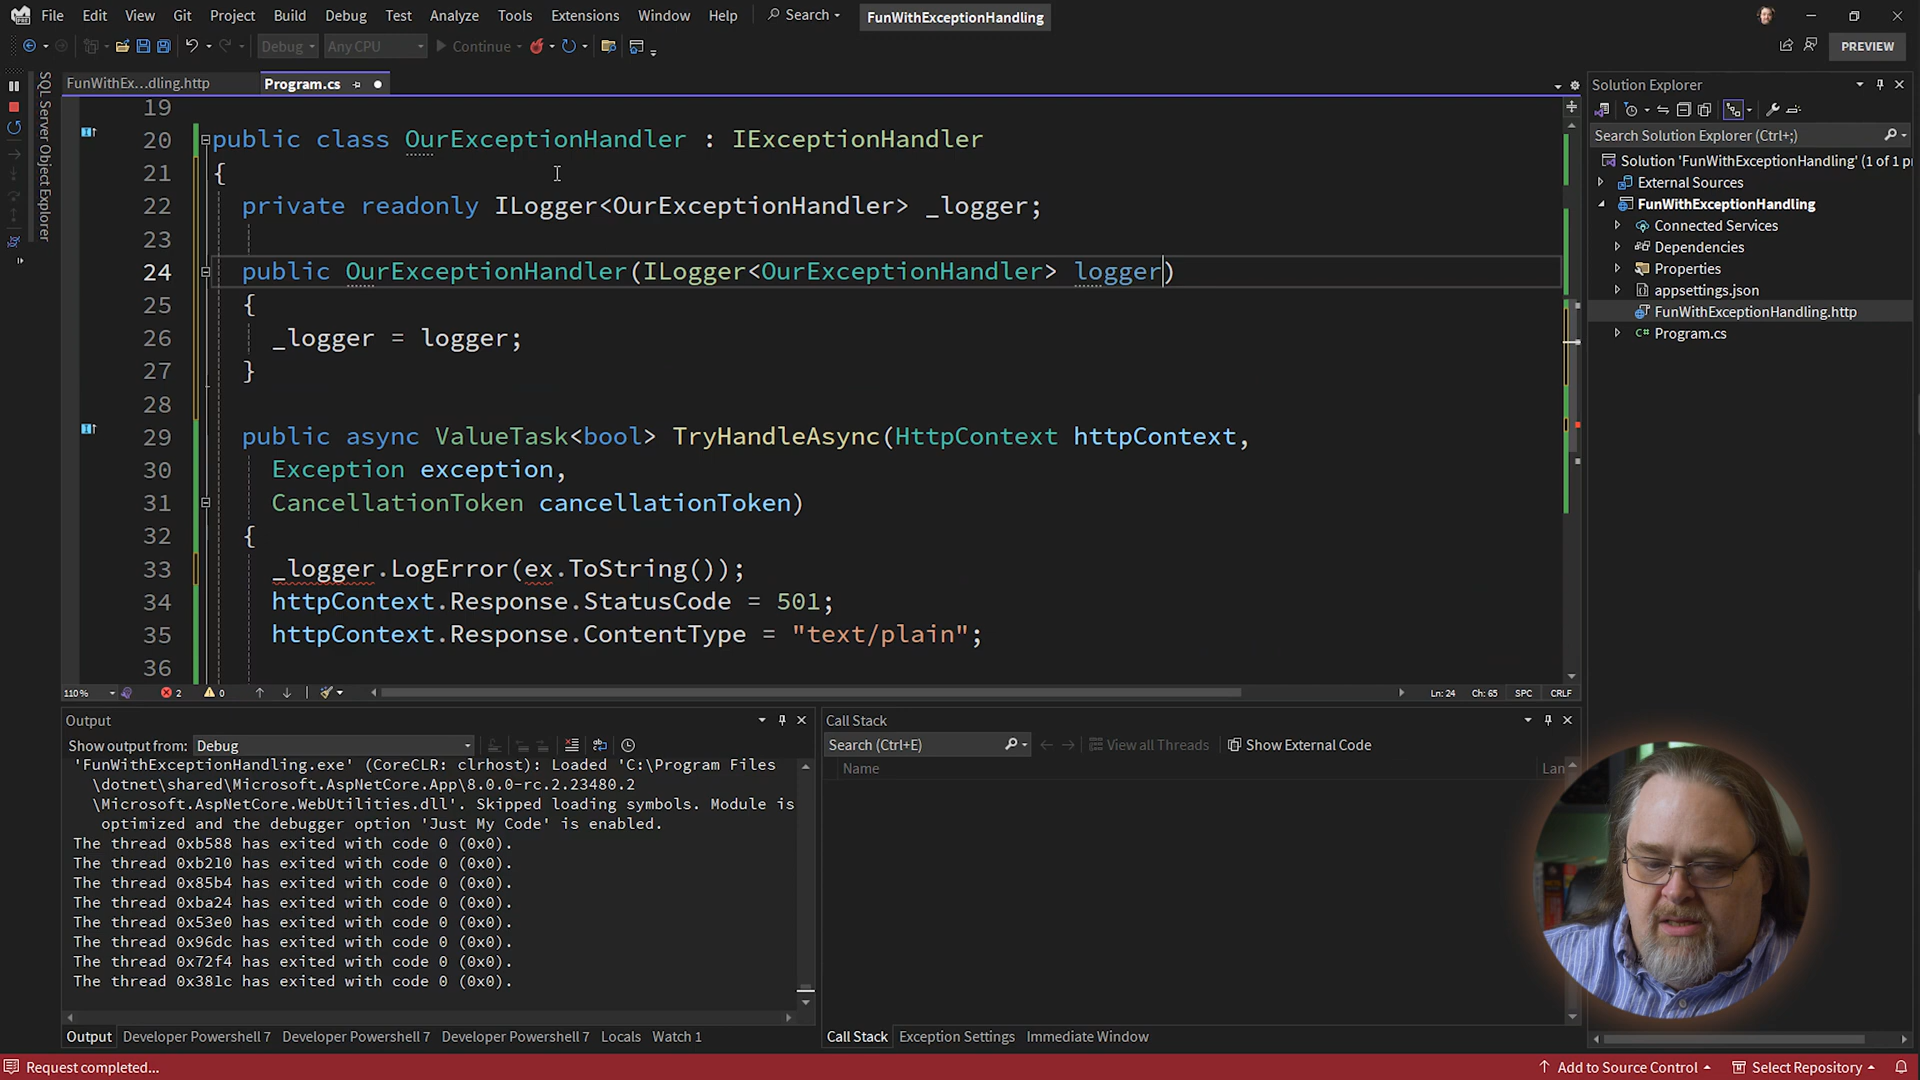 File Edit View Git Project Build Debug Test Analyze Tools Extensions Window Help Search FunWithExceptionHandling
Debug Any CPU Continue PREVIEW
SQL Server Object Explorer
FunWithEx...dling.http Program.cs
19
20 public class OurExceptionHandler : IExceptionHandler
21 {
22 private readonly ILogger<OurExceptionHandler> _logger;
23
24 public OurExceptionHandler(ILogger<OurExceptionHandler> logger)
25 {
26 _logger = logger;
27 }
28
29 public async ValueTask<bool> TryHandleAsync(HttpContext httpContext,
30 Exception exception,
31 CancellationToken cancellationToken)
32 {
33 _logger.LogError(ex.ToString());
34 httpContext.Response.StatusCode = 501;
35 httpContext.Response.ContentType = "text/plain";
36
110% 2 0 Ln: 24 Ch: 65 SPC CRLF
Solution Explorer
Search Solution Explorer (Ctrl+;)
Solution 'FunWithExceptionHandling' (1 of 1 pr
External Sources
FunWithExceptionHandling
Connected Services
Dependencies
Properties
appsettings.json
FunWithExceptionHandling.http
C# Program.cs
Output
Show output from: Debug
'FunWithExceptionHandling.exe' (CoreCLR: clrhost): Loaded 'C:\Program Files
\dotnet\shared\Microsoft.AspNetCore.App\8.0.0-rc.2.23480.2
\Microsoft.AspNetCore.WebUtilities.dll'. Skipped loading symbols. Module is
optimized and the debugger option 'Just My Code' is enabled.
The thread 0xb588 has exited with code 0 (0x0).
The thread 0xb210 has exited with code 0 (0x0).
The thread 0x85b4 has exited with code 0 (0x0).
The thread 0xba24 has exited with code 0 (0x0).
The thread 0x53e0 has exited with code 0 (0x0).
The thread 0x96dc has exited with code 0 (0x0).
The thread 0x72f4 has exited with code 0 (0x0).
The thread 0x381c has exited with code 0 (0x0).
Output Developer Powershell 7 Developer Powershell 7 Developer Powershell 7 Locals Watch 1
Call Stack
Search (Ctrl+E) View all Threads Show External Code
Name Lan
Call Stack Exception Settings Immediate Window
Request completed... Add to Source Control Select Repository